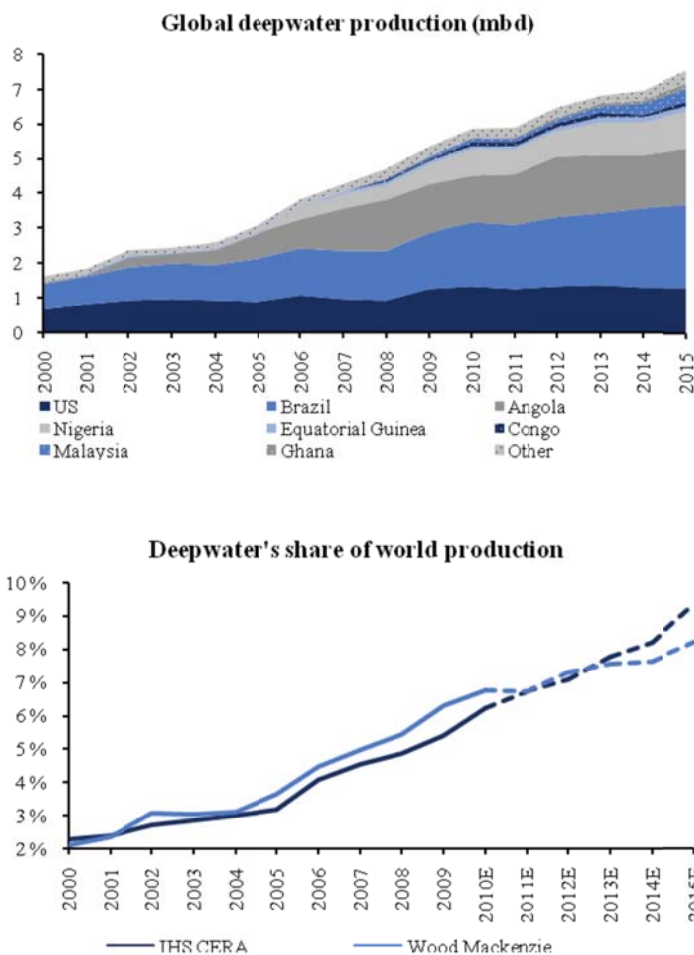 Global deepwater production (mbd)
8
7
6
5
4
3
2
1
0
2000 2001 2002 2003 2004 2005 2006 2007 2008 2009 2010 2011 2012 2013 2014 2015
US Brazil Angola
Nigeria Equatorial Guinea Congo
Malaysia Ghana Other
Deepwater's share of world production
10%
9%
8%
7%
6%
5%
4%
3%
2%
2000 2001 2002 2003 2004 2005 2006 2007 2008 2009 2010E 2011E 2012E 2013E 2014E 2015E
IHS CERA Wood Mackenzie